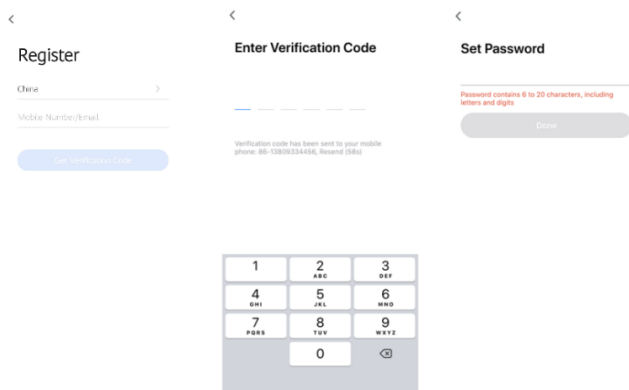 Register
China
Mobile Number/Email
Get Verification Code
Enter Verification Code
Verification code has been sent to your mobile
phone: 86-13809334456, Resend (58s)
1
2
ABC
3
DEF
4
GHI
5
JKL
6
MNO
7
PQRS
8
TUV
9
WXYZ
0
Set Password
Password contains 6 to 20 characters, including
letters and digits
Done